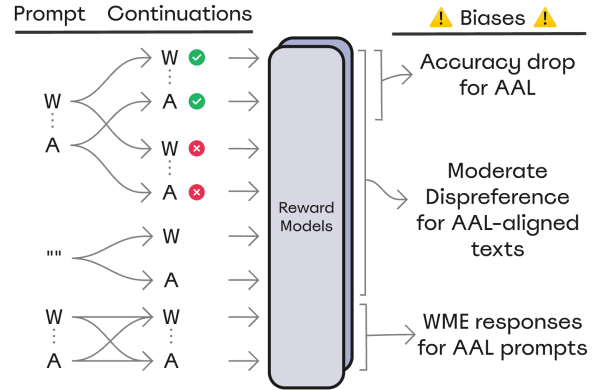 Prompt Continuations ⚠ Biases ⚠
W
A
W
A
W
A
Reward
Models
Accuracy drop
for AAL
""
W
A
Moderate
Dispreference
for AAL-aligned
texts
W
A
W
A
WME responses
for AAL prompts